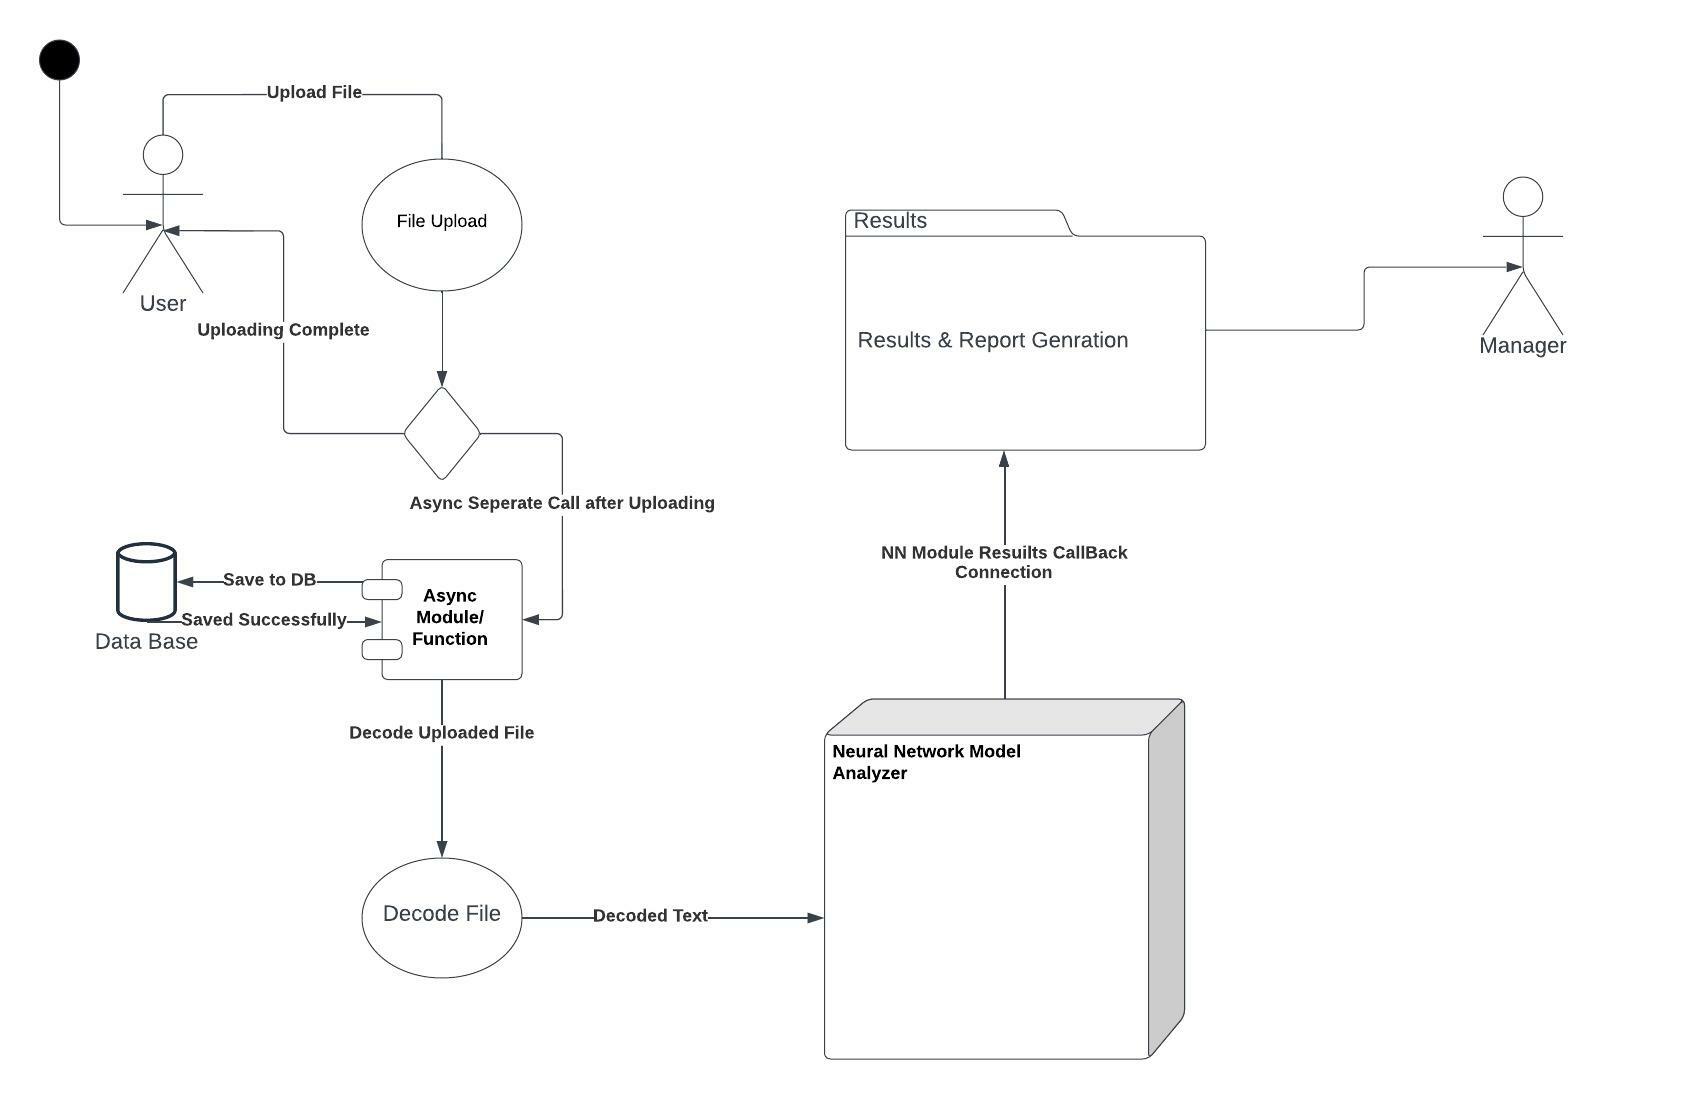 Upload File
File Upload
User
Uploading Complete
Async Seperate Call after Uploading
Save to DB
Saved Successfully
Data Base
Async
Module/
Function
Decode Uploaded File
Decode File
Decoded Text
Neural Network Model
Analyzer
NN Module Resuilts CallBack
Connection
Results
Results & Report Genration
Manager